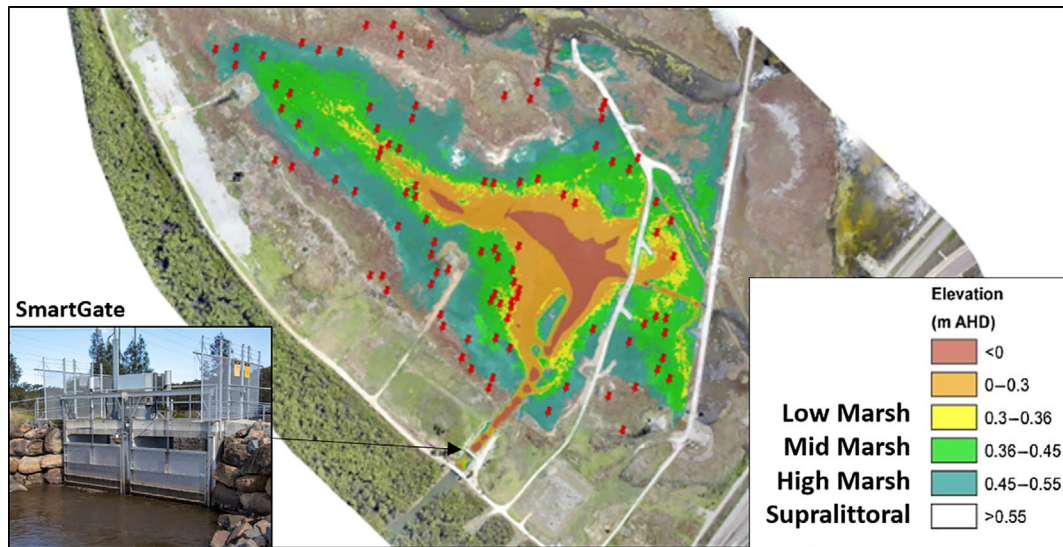 SmartGate
Elevation
(m AHD)
<0
0–0.3
Low Marsh 0.3–0.36
Mid Marsh 0.36–0.45
High Marsh 0.45–0.55
Supralittoral >0.55